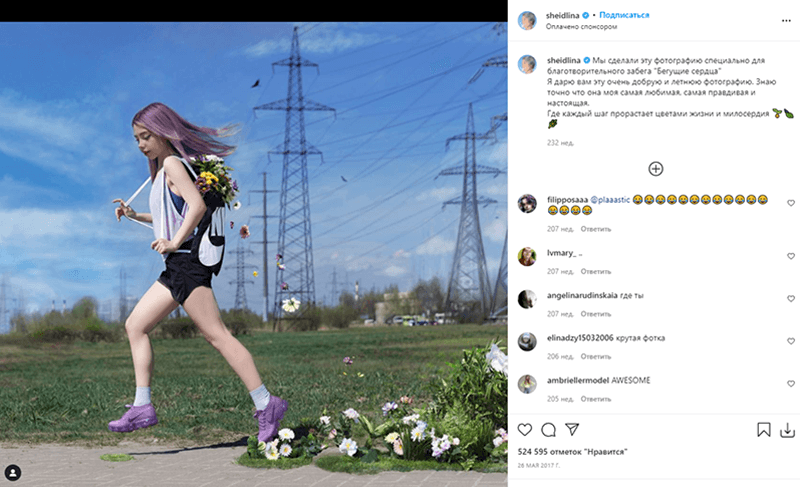 sheidlina • Подписаться
Оплачено спонсором
sheidlina Мы сделали эту фотографию специально для
благотворительного забега "Бегущие сердца"
Я дарю вам эту очень добрую и летнюю фотографию. Знаю
точно что она моя самая любимая, самая правдивая и
настоящая.
Где каждый шаг прорастает цветами жизни и милосердия
232 нед.
filipposaaa @plaaastic
207 нед. Ответить
lvmary_ ..
207 нед. Ответить
angelinarudinskaia где ты
207 нед. Ответить
elinadzy15032006 крутая фотка
206 нед. Ответить
ambriellermodel AWESOME
205 нед. Ответить
524 595 отметок "Нравится"
28 МАЯ 2017 Г.